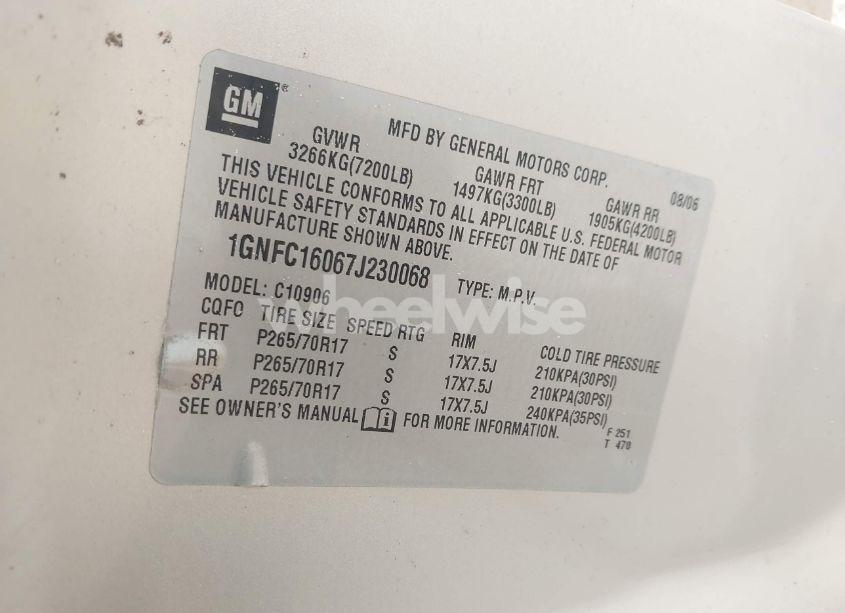 GM®
MFD BY GENERAL MOTORS CORP. 08/06
GVWR GAWR FRT GAWR RR
3266KG(7200LB) 1497KG(3300LB) 1905KG(4200LB)
THIS VEHICLE CONFORMS TO ALL APPLICABLE U.S. FEDERAL MOTOR
VEHICLE SAFETY STANDARDS IN EFFECT ON THE DATE OF
MANUFACTURE SHOWN ABOVE.
1GNFC16067J230068 TYPE: M.P.V.
MODEL: C10906
wheelwise
CQFO TIRE SIZE SPEED RTG RIM COLD TIRE PRESSURE
FRT P265/70R17 S 17X7.5J 210KPA(30PSI)
RR P265/70R17 S 17X7.5J 210KPA(30PSI)
SPA P265/70R17 S 17X7.5J 240KPA(35PSI)
SEE OWNER'S MANUAL i FOR MORE INFORMATION.
F 251
T 470